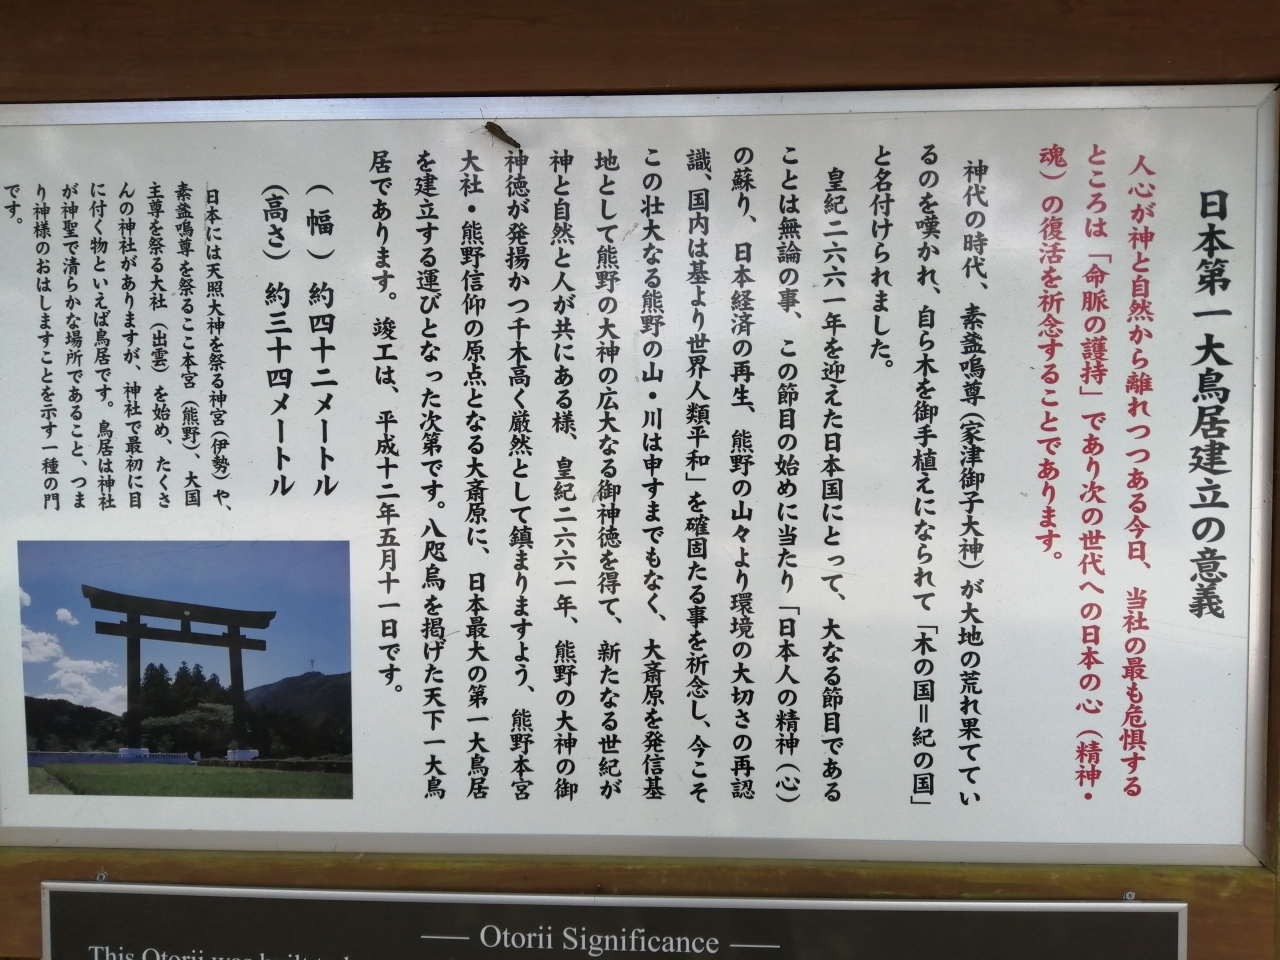 日本第一大鳥居建立の意義
人心が神と自然から離れつつある今日、当社の最も危惧する
ところは「命脈の護持」であり次の世代への日本の心（精神・
魂）の復活を祈念することであります。
神代の時代、素盞嗚尊（家津御子大神）が大地の荒れ果ててい
るのを嘆かれ、自ら木を御手植えになられて「木の国＝紀の国」
と名付けられました。
皇紀二六六一年を迎えた日本国にとって、大なる節目である
ことは無論の事、この節目の始めに当たり「日本人の精神（心）
の蘇り、日本経済の再生、熊野の山々より環境の大切さの再認
識、国内は基より世界人類平和」を確固たる事を祈念し、今こそ
この壮大なる熊野の山・川は申すまでもなく、大斎原を発信基
地として熊野の大神の広大なる御神徳を得て、新たなる世紀が
神と自然と人が共にある様、皇紀二六六一年、熊野の大神の御
神徳が発揚かつ千木高く厳然として鎮まりますよう、熊野本宮
大社・熊野信仰の原点となる大斎原に、日本最大の第一大鳥居
を建立する運びとなった次第です。八咫烏を掲げた天下一大鳥
居であります。竣工は、平成十二年五月十一日です。
（幅）約四十二メートル
（高さ）約三十四メートル
日本には天照大神を祭る神宮（伊勢）や、
素盞嗚尊を祭るここ本宮（熊野）、大国
主尊を祭る大社（出雲）を始め、たくさ
んの神社がありますが、神社で最初に目
に付く物といえば鳥居です。鳥居は神社
が神聖で清らかな場所であること、つま
り神様のおはしますことを示す一種の門
です。
Otorii Significance
This Otorii was built